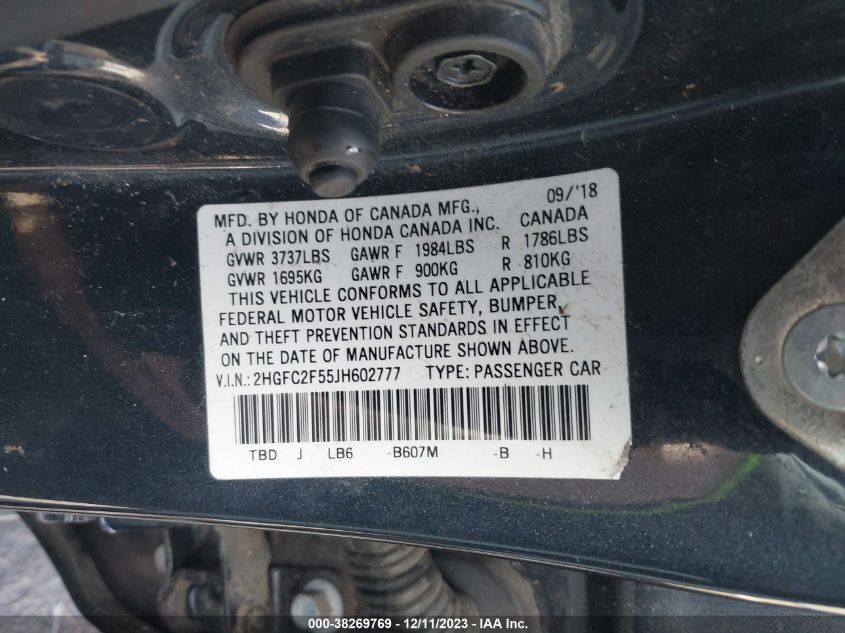 09/'18
MFD. BY HONDA OF CANADA MFG.,
A DIVISION OF HONDA CANADA INC. CANADA
GVWR 3737LBS GAWR F 1984LBS R 1786LBS
GVWR 1695KG GAWR F 900KG R 810KG
THIS VEHICLE CONFORMS TO ALL APPLICABLE
FEDERAL MOTOR VEHICLE SAFETY, BUMPER,
AND THEFT PREVENTION STANDARDS IN EFFECT
ON THE DATE OF MANUFACTURE SHOWN ABOVE.
V.I.N.: 2HGFC2F55JH602777 TYPE: PASSENGER CAR
TBD J LB6 -B607M -B -H
000-38269769 - 12/11/2023 - IAA Inc.